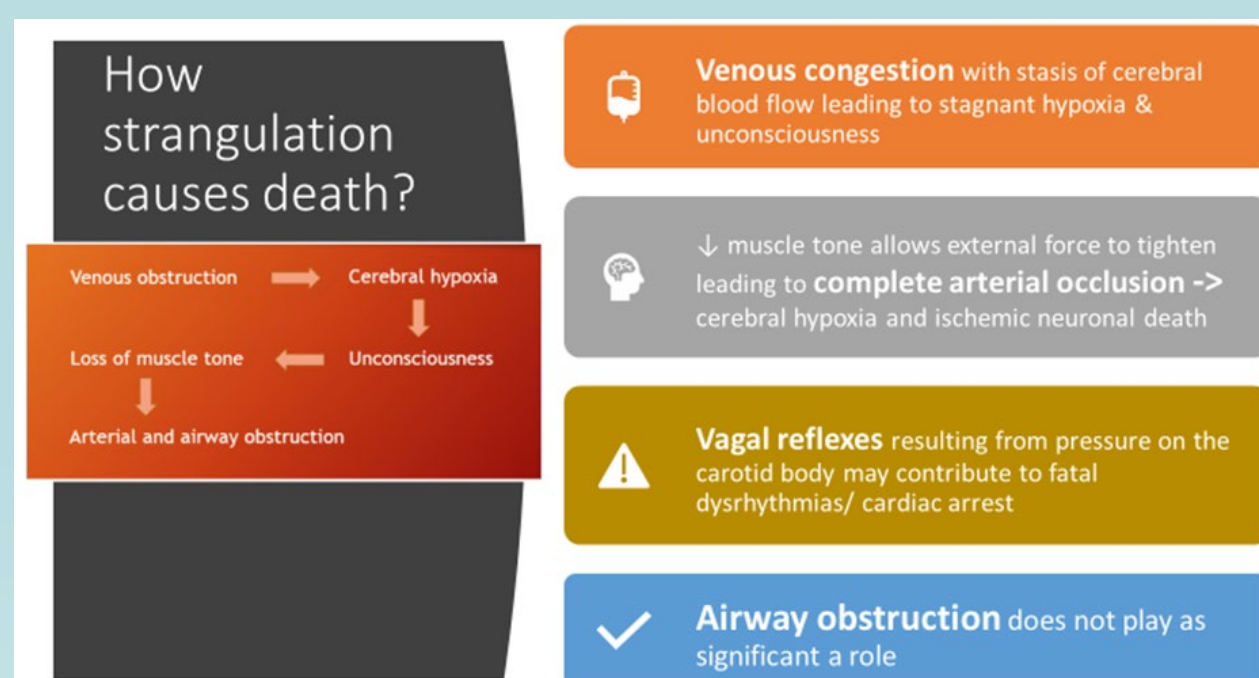 How
strangulation
causes death?
Venous obstruction
Cerebral hypoxia
Loss of muscle tone
Unconsciousness
Arterial and airway obstruction
Venous congestion with stasis of cerebral
blood flow leading to stagnant hypoxia &
unconsciousness
↓ muscle tone allows external force to tighten
leading to complete arterial occlusion ->
cerebral hypoxia and ischemic neuronal death
Vagal reflexes resulting from pressure on the
carotid body may contribute to fatal
dysrhythmias/ cardiac arrest
Airway obstruction does not play as
significant a role